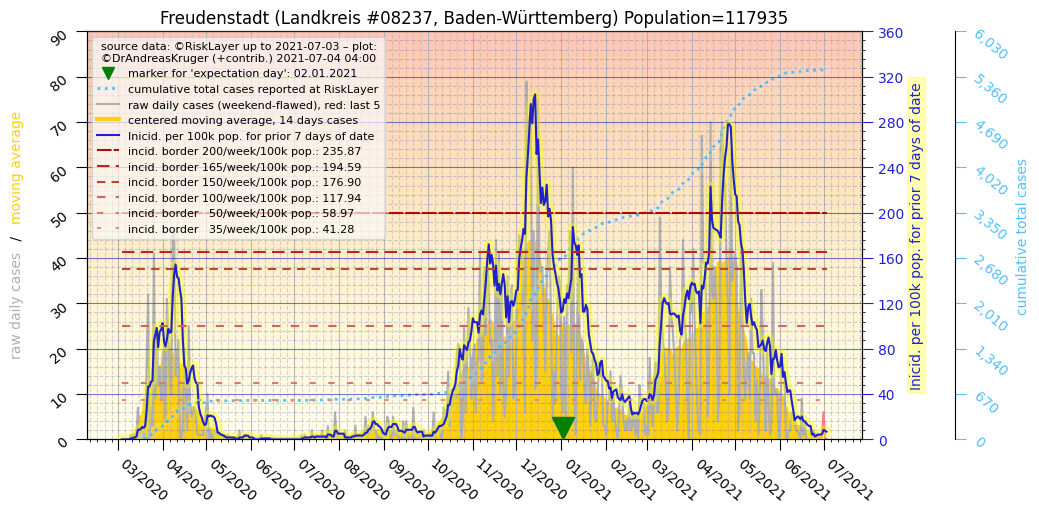 Freudenstadt (Landkreis #08237, Baden-Württemberg) Population=117935
source data: ©RiskLayer up to 2021-07-03 – plot:
©DrAndreasKruger (+contrib.) 2021-07-04 04:00
marker for 'expectation day': 02.01.2021
cumulative total cases reported at RiskLayer
raw daily cases (weekend-flawed), red: last 5
centered moving average, 14 days cases
Inicid. per 100k pop. for prior 7 days of date
incid. border 200/week/100k pop.: 235.87
incid. border 165/week/100k pop.: 194.59
incid. border 150/week/100k pop.: 176.90
incid. border 100/week/100k pop.: 117.94
incid. border   50/week/100k pop.: 58.97
incid. border   35/week/100k pop.: 41.28
raw daily cases / moving average
90
80
70
60
50
40
30
20
10
0
03/2020
04/2020
05/2020
06/2020
07/2020
08/2020
09/2020
10/2020
11/2020
12/2020
01/2021
02/2021
03/2021
04/2021
05/2021
06/2021
07/2021
360
320
280
240
200
160
120
80
40
0
Inicid. per 100k pop. for prior 7 days of date
6,030
5,360
4,690
4,020
3,350
2,680
2,010
1,340
670
0
cumulative total cases